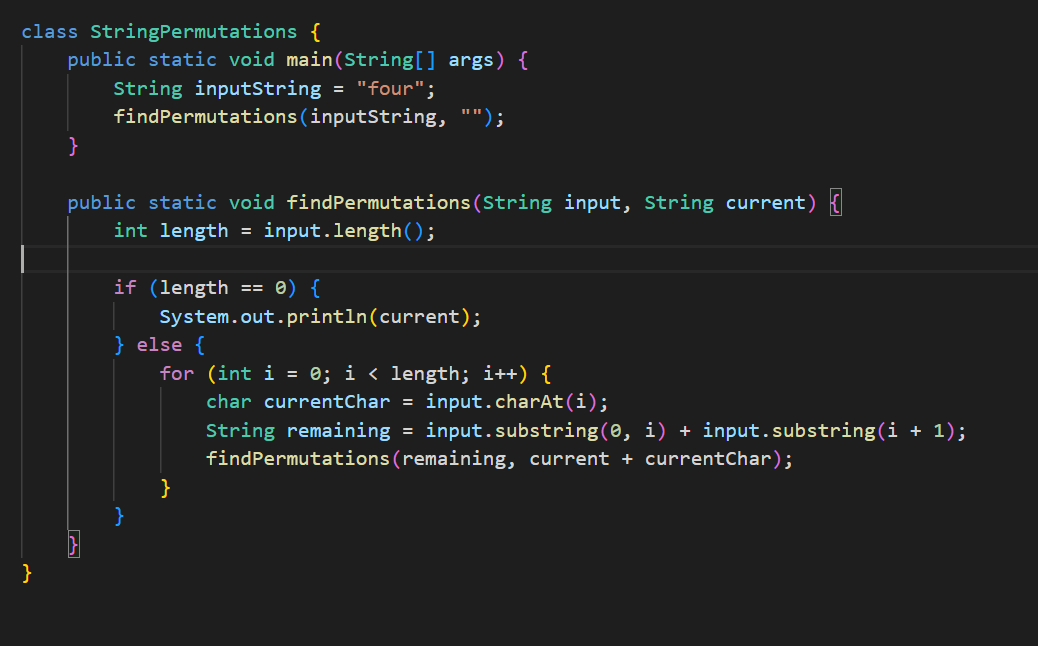 class StringPermutations {
    public static void main(String[] args) {
        String inputString = "four";
        findPermutations(inputString, "");
    }

    public static void findPermutations(String input, String current) {
        int length = input.length();

        if (length == 0) {
            System.out.println(current);
        } else {
            for (int i = 0; i < length; i++) {
                char currentChar = input.charAt(i);
                String remaining = input.substring(0, i) + input.substring(i + 1);
                findPermutations(remaining, current + currentChar);
            }
        }
    }
}